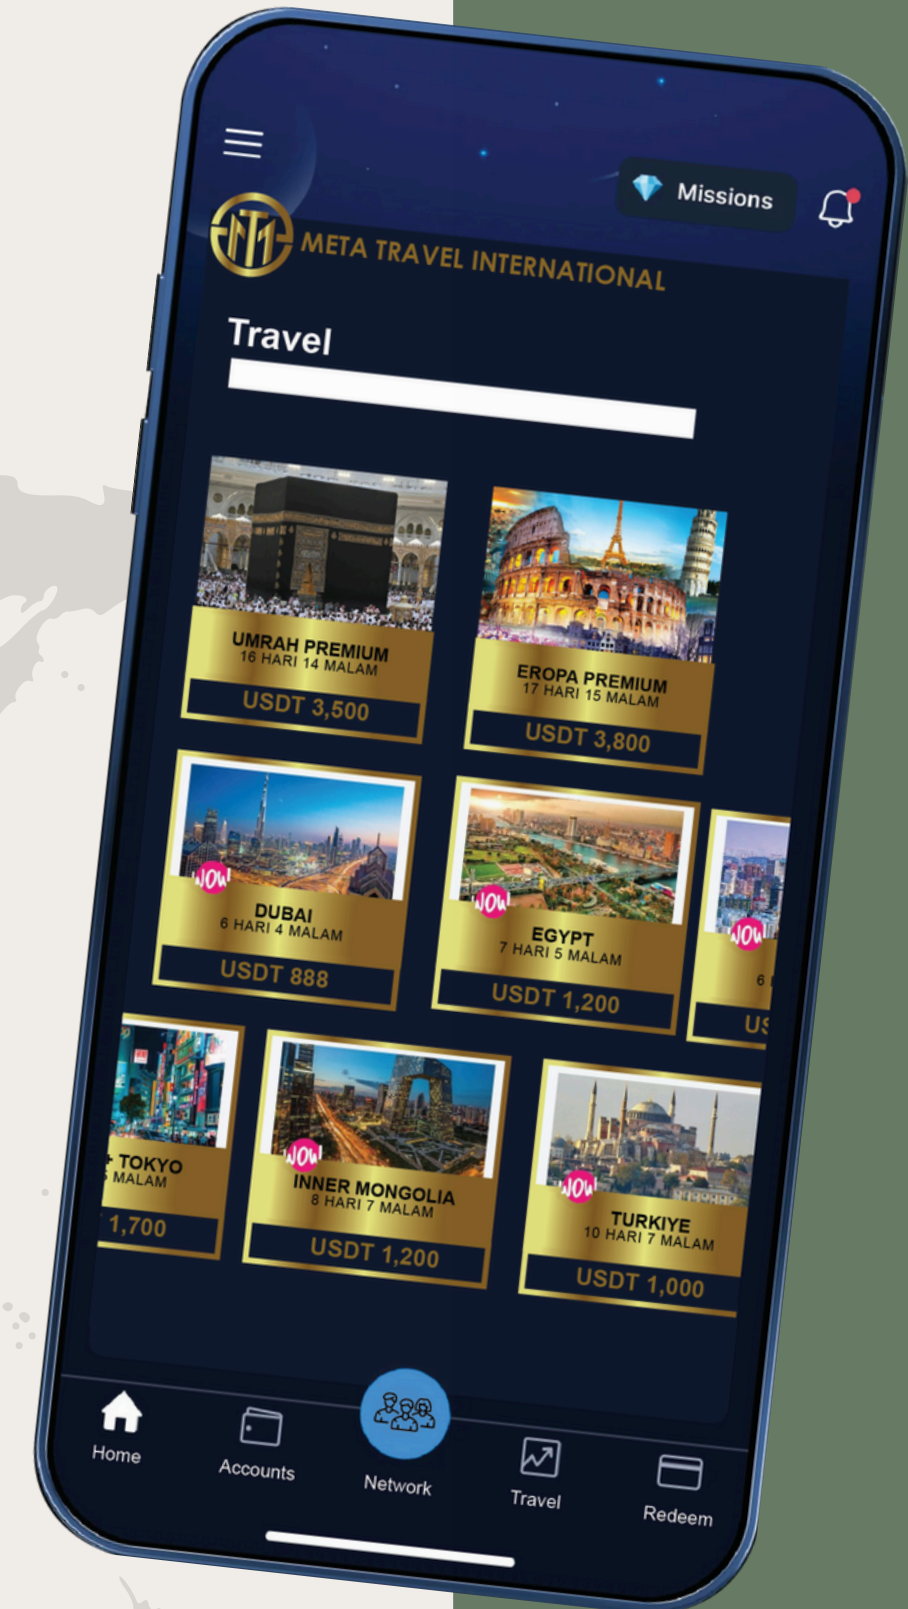 Missions
META TRAVEL INTERNATIONAL
Travel
UMRAH PREMIUM
16 HARI 14 MALAM
USDT 3,500
EROPA PREMIUM
17 HARI 15 MALAM
USDT 3,800
WOW!
DUBAI
6 HARI 4 MALAM
USDT 888
WOW!
EGYPT
7 HARI 5 MALAM
USDT 1,200
WOW
6
+ TOKYO
MALAM
1,700
WOW!
INNER MONGOLIA
8 HARI 7 MALAM
USDT 1,200
WOW!
TURKIYE
10 HARI 7 MALAM
USDT 1,000
Home
Accounts
Network
Travel
Redeem